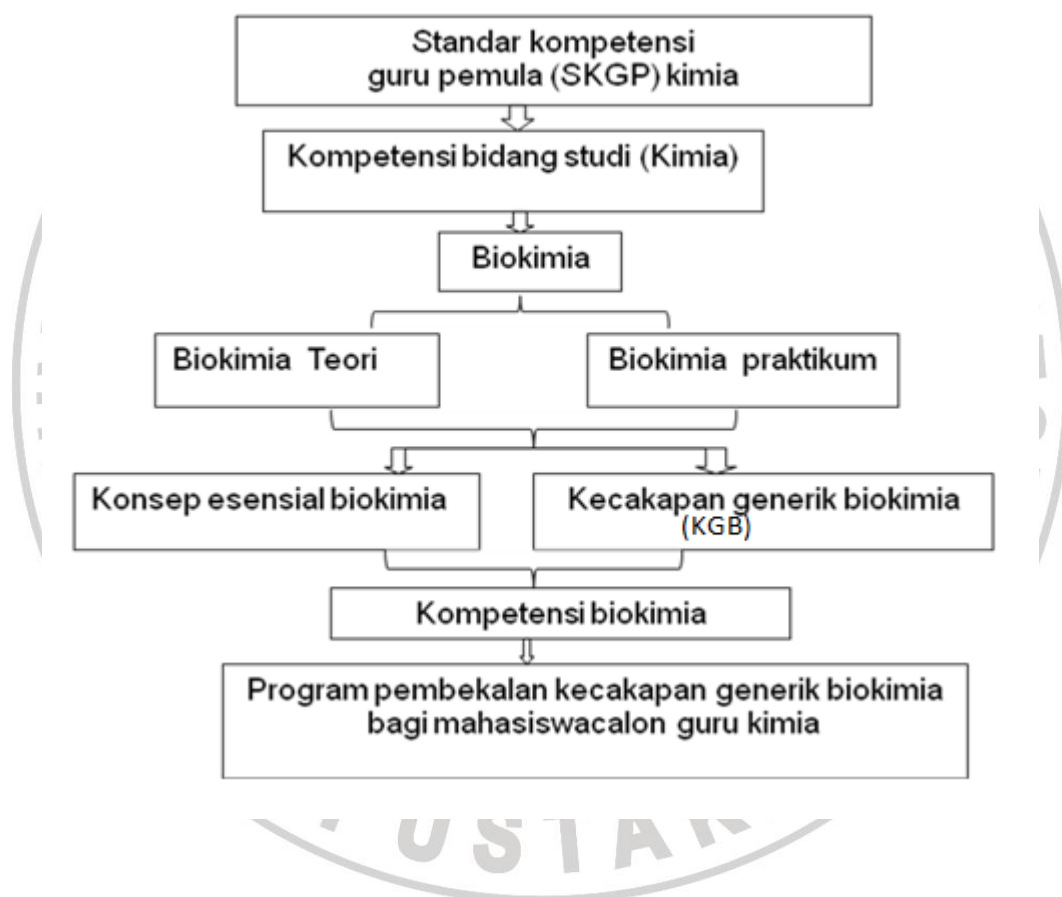 Standar kompetensi
guru pemula (SKGP) kimia
Kompetensi bidang studi (Kimia)
Biokimia
Biokimia Teori
Biokimia praktikum
Konsep esensial biokimia
Kecakapan generik biokimia
(KGB)
Kompetensi biokimia
Program pembekalan kecakapan generik biokimia
bagi mahasiswacalon guru kimia